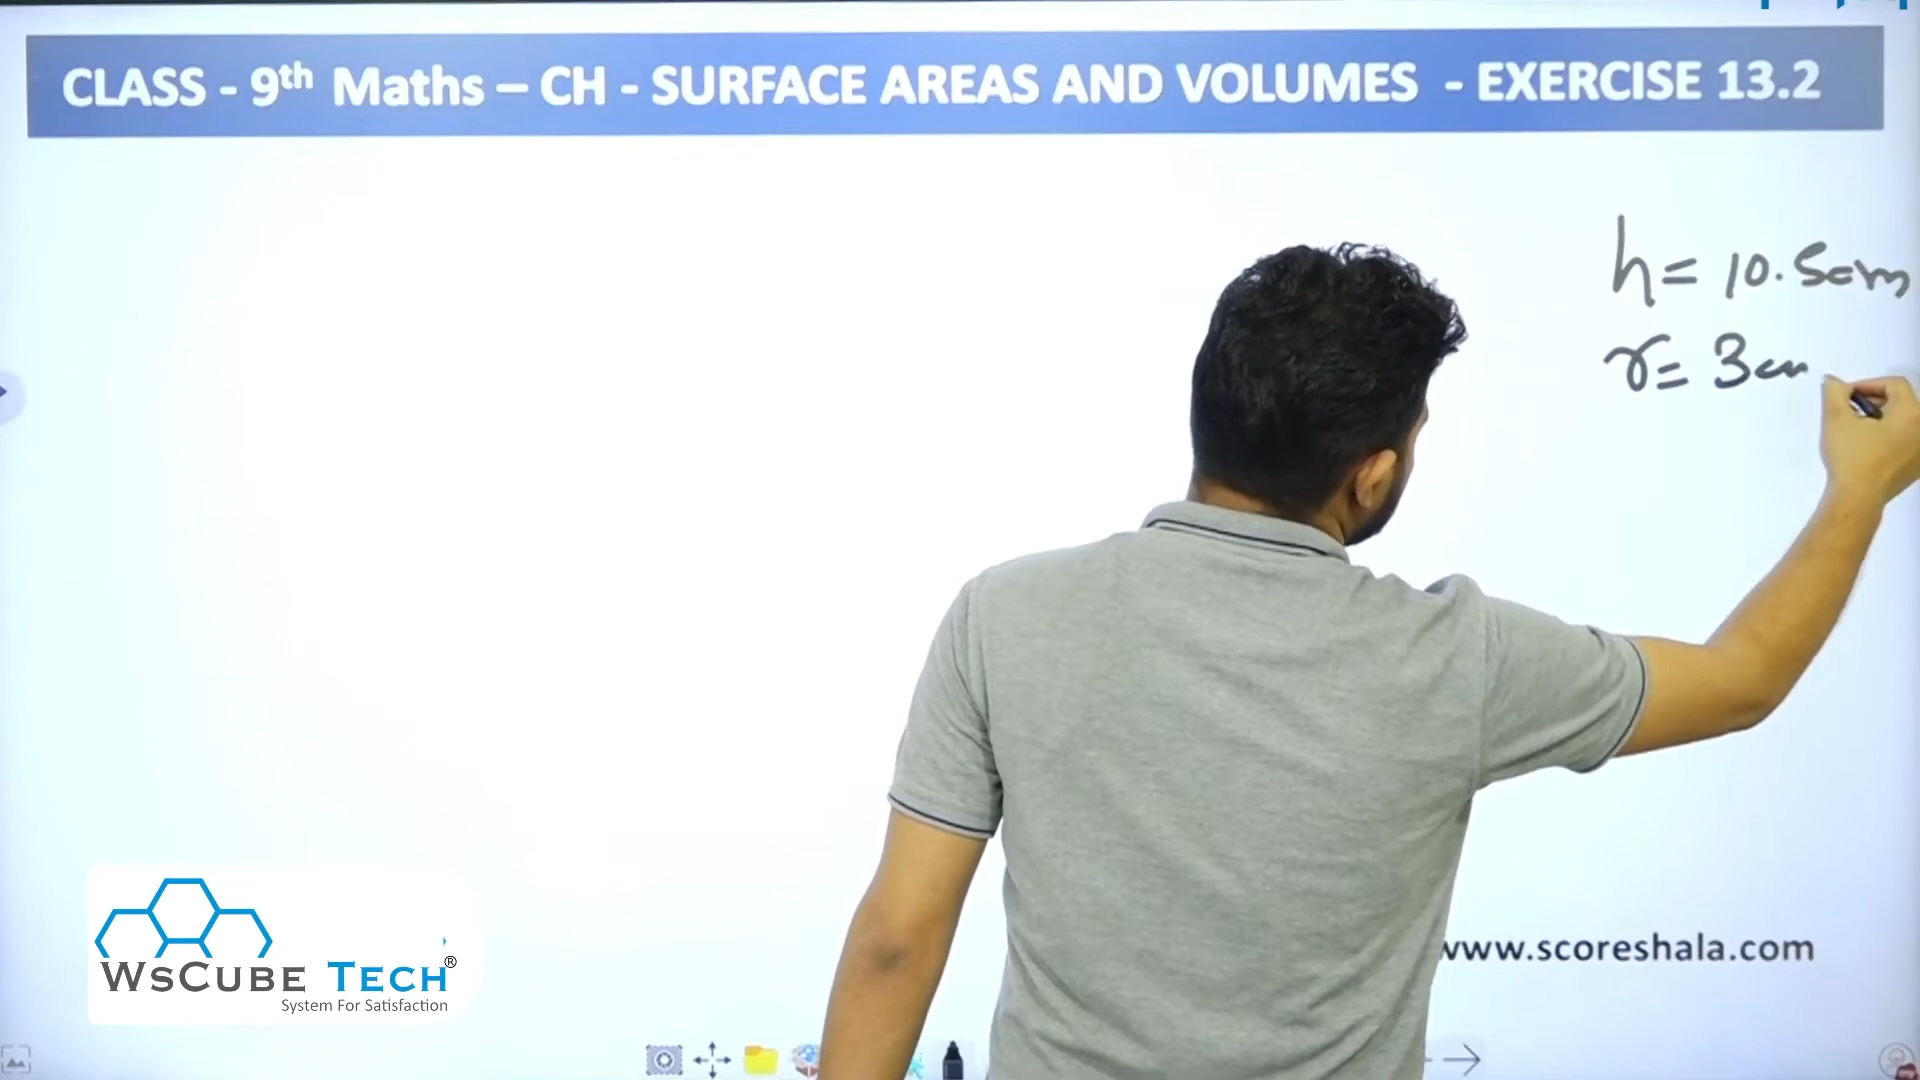 CLASS - 9th Maths – CH - SURFACE AREAS AND VOLUMES - EXERCISE 13.2
h = 10.5cm
r = 3cm
www.scoreshala.com
WSCUBE TECH®
System For Satisfaction